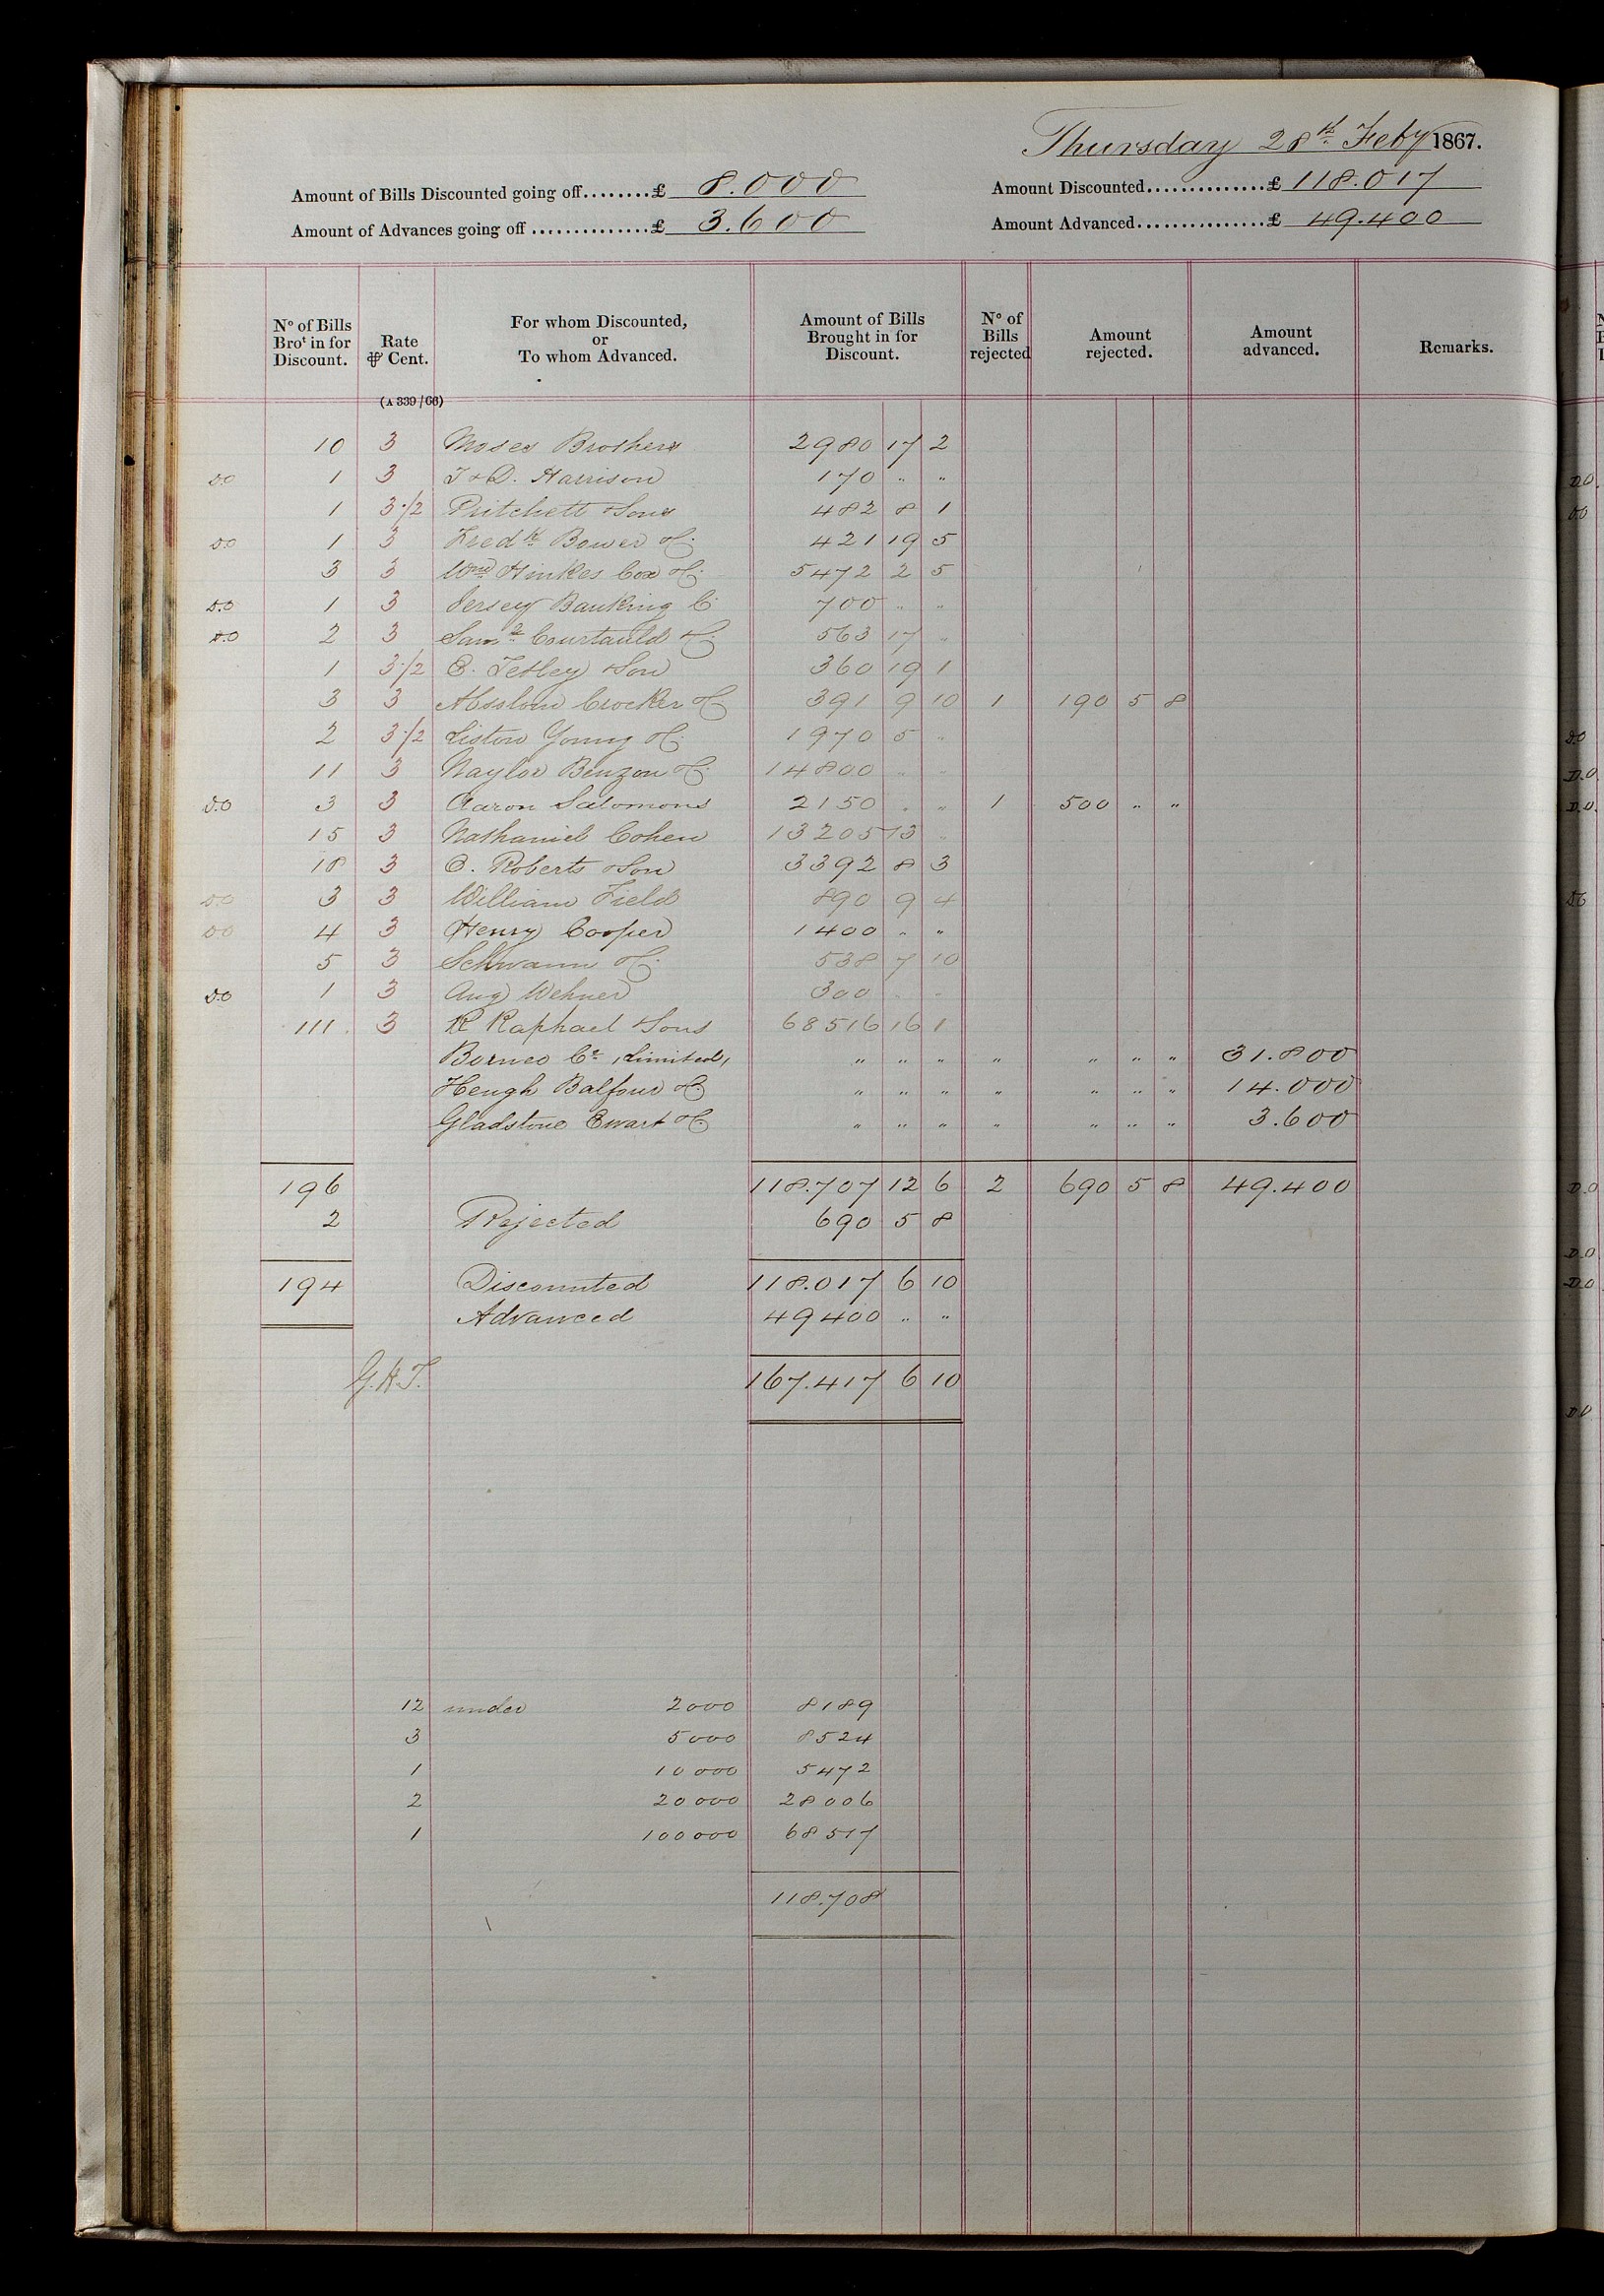 Thursday 28th Feby 1867.
Amount of Bills Discounted going off........£ 8.000 Amount Discounted..............£ 118.017
Amount of Advances going off..............£ 3.600 Amount Advanced...............£ 49.400
No of Bills Brot in for Discount. Rate ⅌ Cent. For whom Discounted, or To whom Advanced. Amount of Bills Brought in for Discount. No of Bills rejected Amount rejected. Amount advanced. Remarks.
(A 339/66)
10 3 Moses Brothers 2980 17 2
D.O 1 3 T & D. Harrison 170 " "
1 3·/2 Pritchett & Sons 482 8 1
D.O 1 3 Fredk Bower & Co 421 19 5
3 3 Wm Hinkes Cox & Co 5472 2 5
D.O 1 3 Jersey Banking Co 700 " "
D.O 2 3 Saml Courtauld & Co 563 17 "
1 3·/2 E. Tetley & Son 360 19 1
3 3 Absolom Crocker & Co 391 9 10 1 190 5 8
2 3·/2 Liston Young & Co 1970 5 "
11 3 Naylor Benzon & Co 14800 " "
D.O 3 3 Aaron Salomons 2150 " " 1 500 " "
15 3 Nathaniel Cohen 13205 13 "
18 3 C. Roberts & Son 3392 8 3
D.O 3 3 William Field 890 9 4
D.O 4 3 Henry Cooper 1400 " "
5 3 Schwann & Co 538 7 10
D.O 1 3 Aug Wehner 300 " "
111 3 R Raphael & Sons 68516 16 1
Borneo Co (Limited) " " " " " " " 31.800
Heugh Balfour & Co " " " " " " " 14.000
Gladstone Ewart & Co " " " " " " " 3.600
196 118.707 12 6 2 690 5 8 49.400
2 Rejected 690 5 8
194 Discounted 118.017 6 10
Advanced 49400 " "
G.H.T. 167.417 6 10
12 under 2000 8189
3 5000 8524
1 10000 5472
2 20000 28006
1 100000 68517
118.708